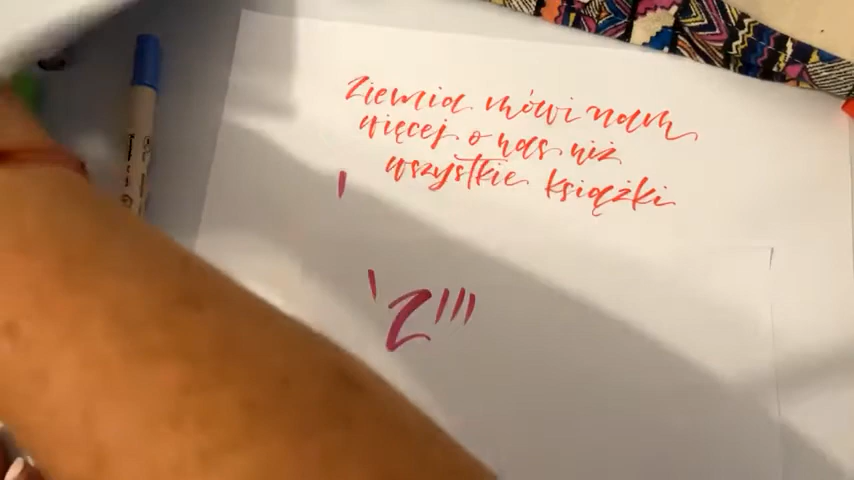 Ziemia mówi nam
więcej o nas niż
wszystkie książki
Z